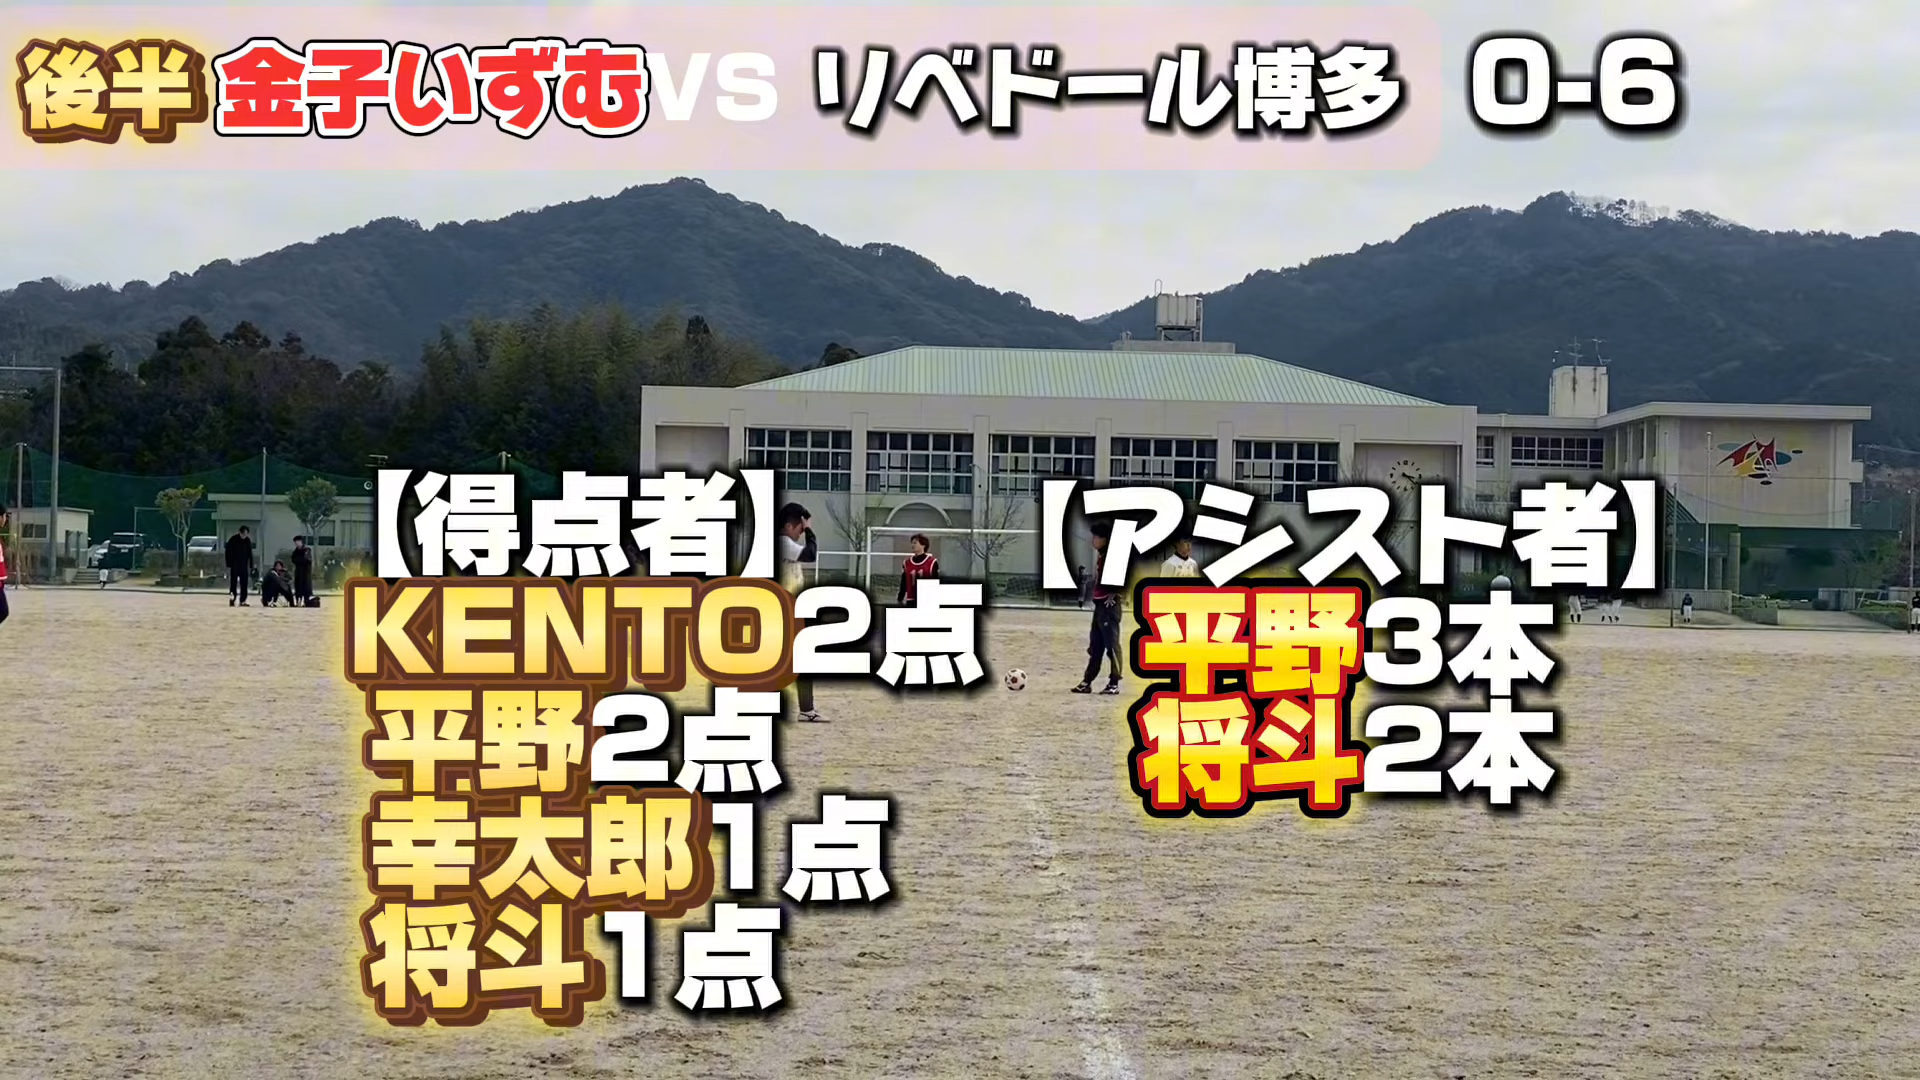 後半 金子いずむ VS リベドール博多 0-6
【得点者】
KENTO2点
平野2点
幸太郎1点
将斗1点
【アシスト者】
平野3本
将斗2本